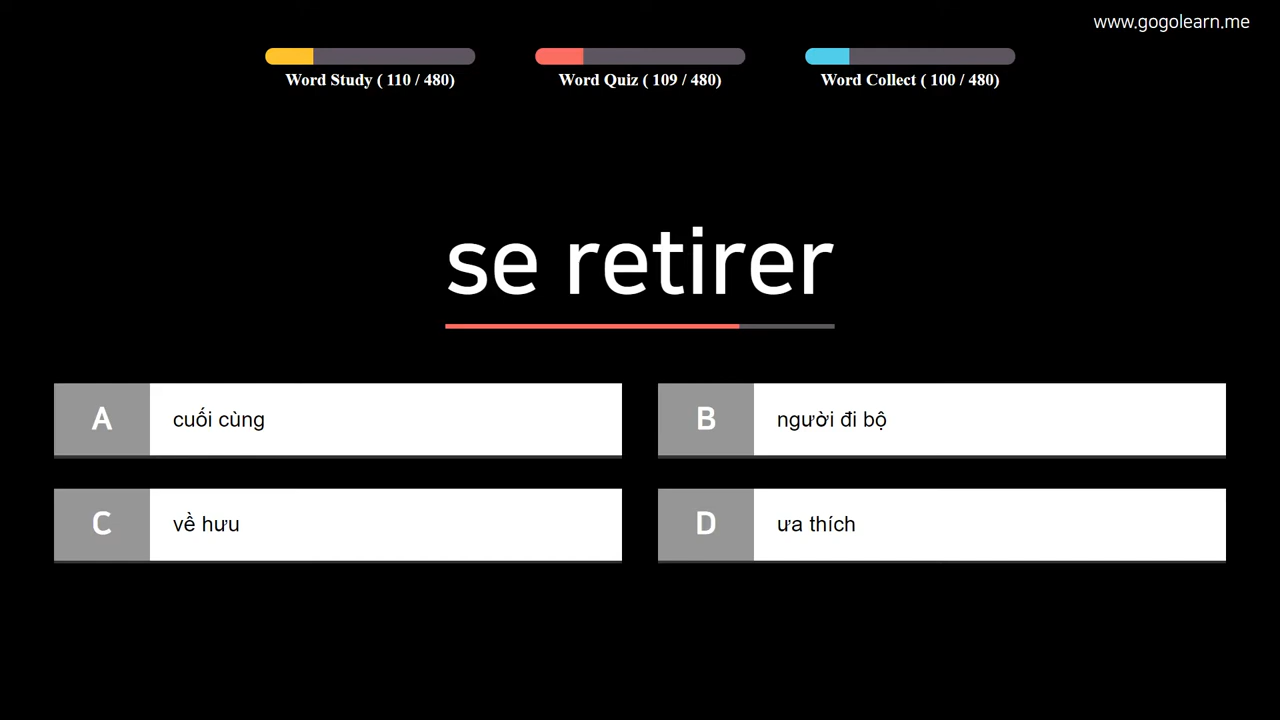 www.gogolearn.me
Word Study ( 110 / 480)
Word Quiz ( 109 / 480)
Word Collect ( 100 / 480)
se retirer
A cuối cùng
B người đi bộ
C về hưu
D ưa thích